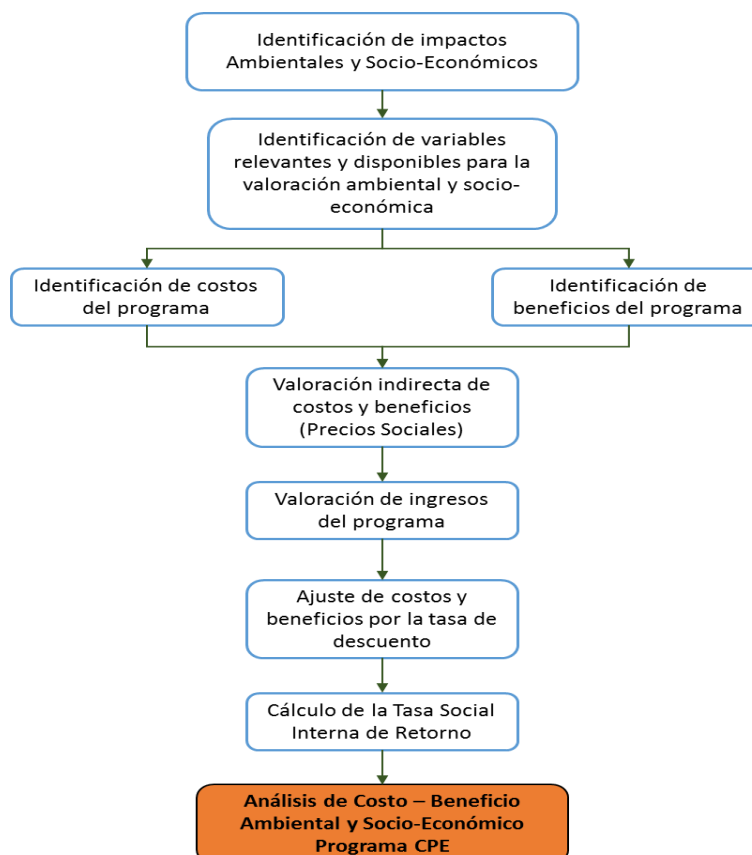 Identificación de impactos
Ambientales y Socio-Económicos
Identificación de variables
relevantes y disponibles para la
valoración ambiental y socio-
económica
Identificación de costos
del programa
Identificación de
beneficios del programa
Valoración indirecta de
costos y beneficios
(Precios Sociales)
Valoración de ingresos
del programa
Ajuste de costos y
beneficios por la tasa de
descuento
Cálculo de la Tasa Social
Interna de Retorno
Análisis de Costo – Beneficio
Ambiental y Socio-Económico
Programa CPE